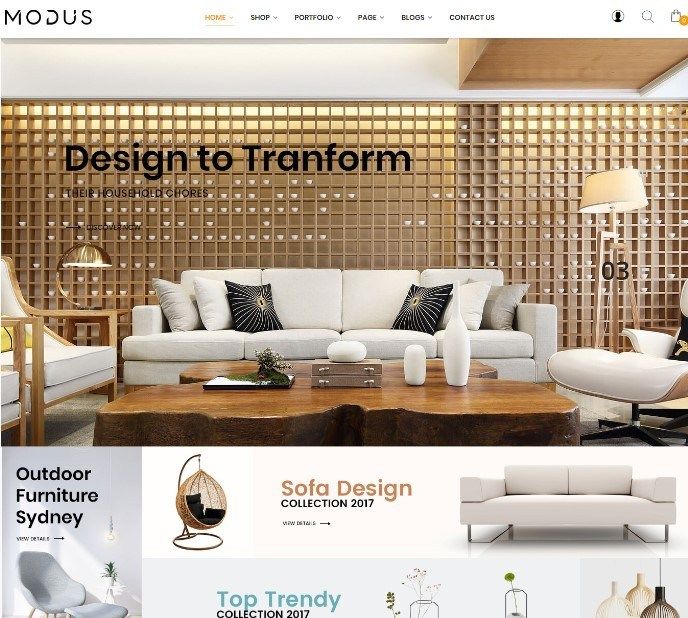 MODUS
HOME SHOP PORTFOLIO PAGE BLOGS CONTACT US
0
Design to Tranform
THEIR HOUSEHOLD CHORES
DISCOVER NOW
03
Outdoor
Furniture
Sydney
VIEW DETAILS
Sofa Design
COLLECTION 2017
VIEW DETAILS
Top Trendy
COLLECTION 2017